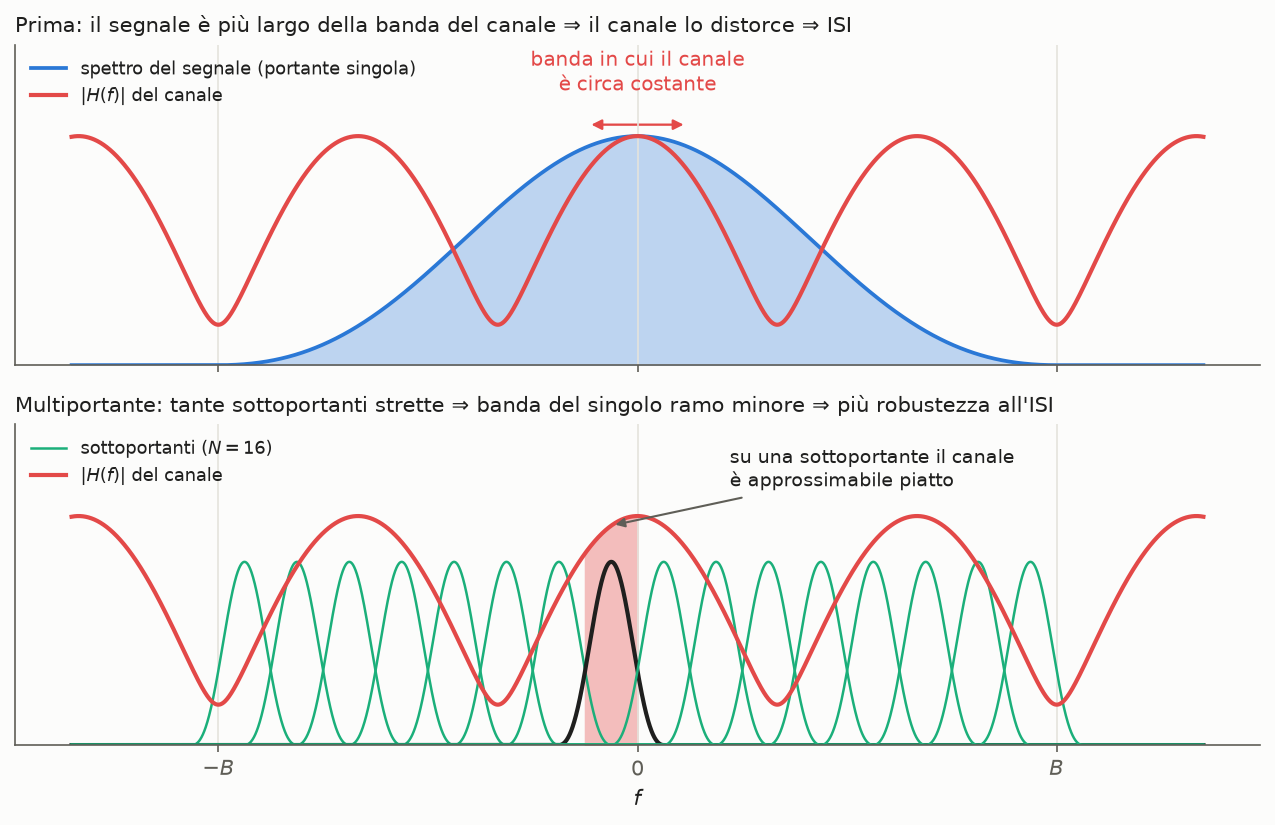 Prima: il segnale è più largo della banda del canale ⇒ il canale lo distorce ⇒ ISI
spettro del segnale (portante singola)
|H(f)| del canale
banda in cui il canale
è circa costante
Multiportante: tante sottoportanti strette ⇒ banda del singolo ramo minore ⇒ più robustezza all'ISI
sottoportanti (N = 16)
|H(f)| del canale
su una sottoportante il canale
è approssimabile piatto
−B 0 B
f